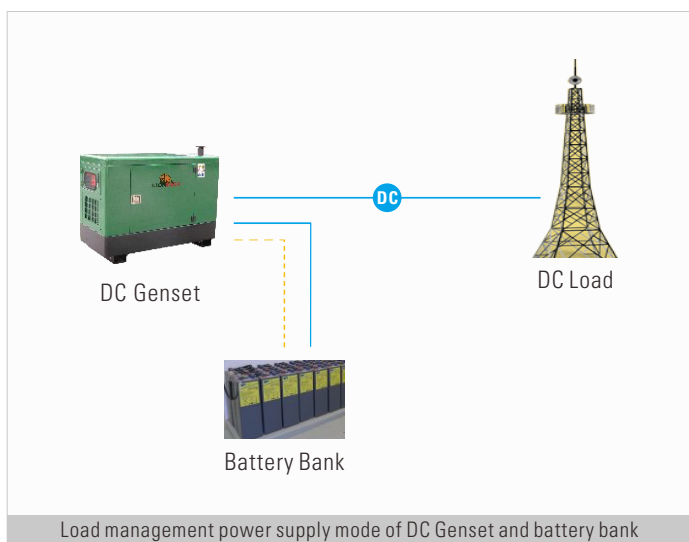 DC
DC Genset
DC Load
Battery Bank
Load management power supply mode of DC Genset and battery bank